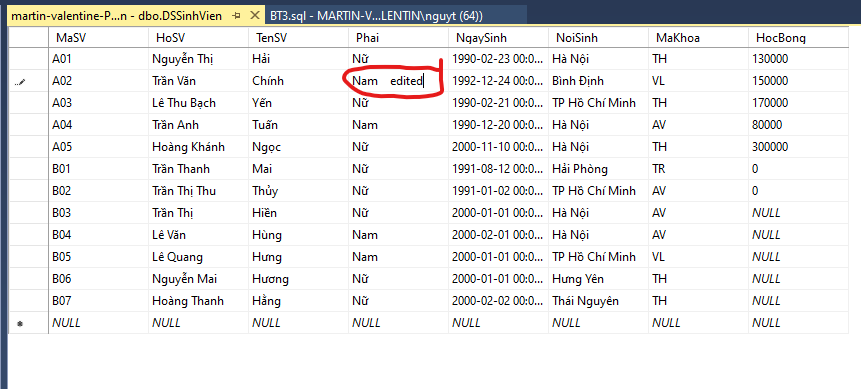 martin-valentine-P...n - dbo.DSSinhVien BT3.sql - MARTIN-V...LENTIN\nguyt (64))
MaSV HoSV TenSV Phai NgaySinh NoiSinh MaKhoa HocBong
A01 Nguyễn Thị Hải Nữ 1990-02-23 00:0... Hà Nội TH 130000
A02 Trần Văn Chính Nam edited 1992-12-24 00:0... Bình Định VL 150000
A03 Lê Thu Bạch Yến Nữ 1990-02-21 00:0... TP Hồ Chí Minh TH 170000
A04 Trần Anh Tuấn Nam 1990-12-20 00:0... Hà Nội AV 80000
A05 Hoàng Khánh Ngọc Nữ 2000-11-10 00:0... Hà Nội TH 300000
B01 Trần Thanh Mai Nữ 1991-08-12 00:0... Hải Phòng TR 0
B02 Trần Thị Thu Thủy Nữ 1991-01-02 00:0... TP Hồ Chí Minh AV 0
B03 Trần Thị Hiền Nữ 2000-01-01 00:0... Hà Nội AV NULL
B04 Lê Văn Hùng Nam 2000-02-01 00:0... Hà Nội AV NULL
B05 Lê Quang Hưng Nam 2000-01-01 00:0... TP Hồ Chí Minh VL NULL
B06 Nguyễn Mai Hương Nữ 2000-01-01 00:0... Hưng Yên TH NULL
B07 Hoàng Thanh Hằng Nữ 2000-02-02 00:0... Thái Nguyên TH NULL
NULL NULL NULL NULL NULL NULL NULL NULL